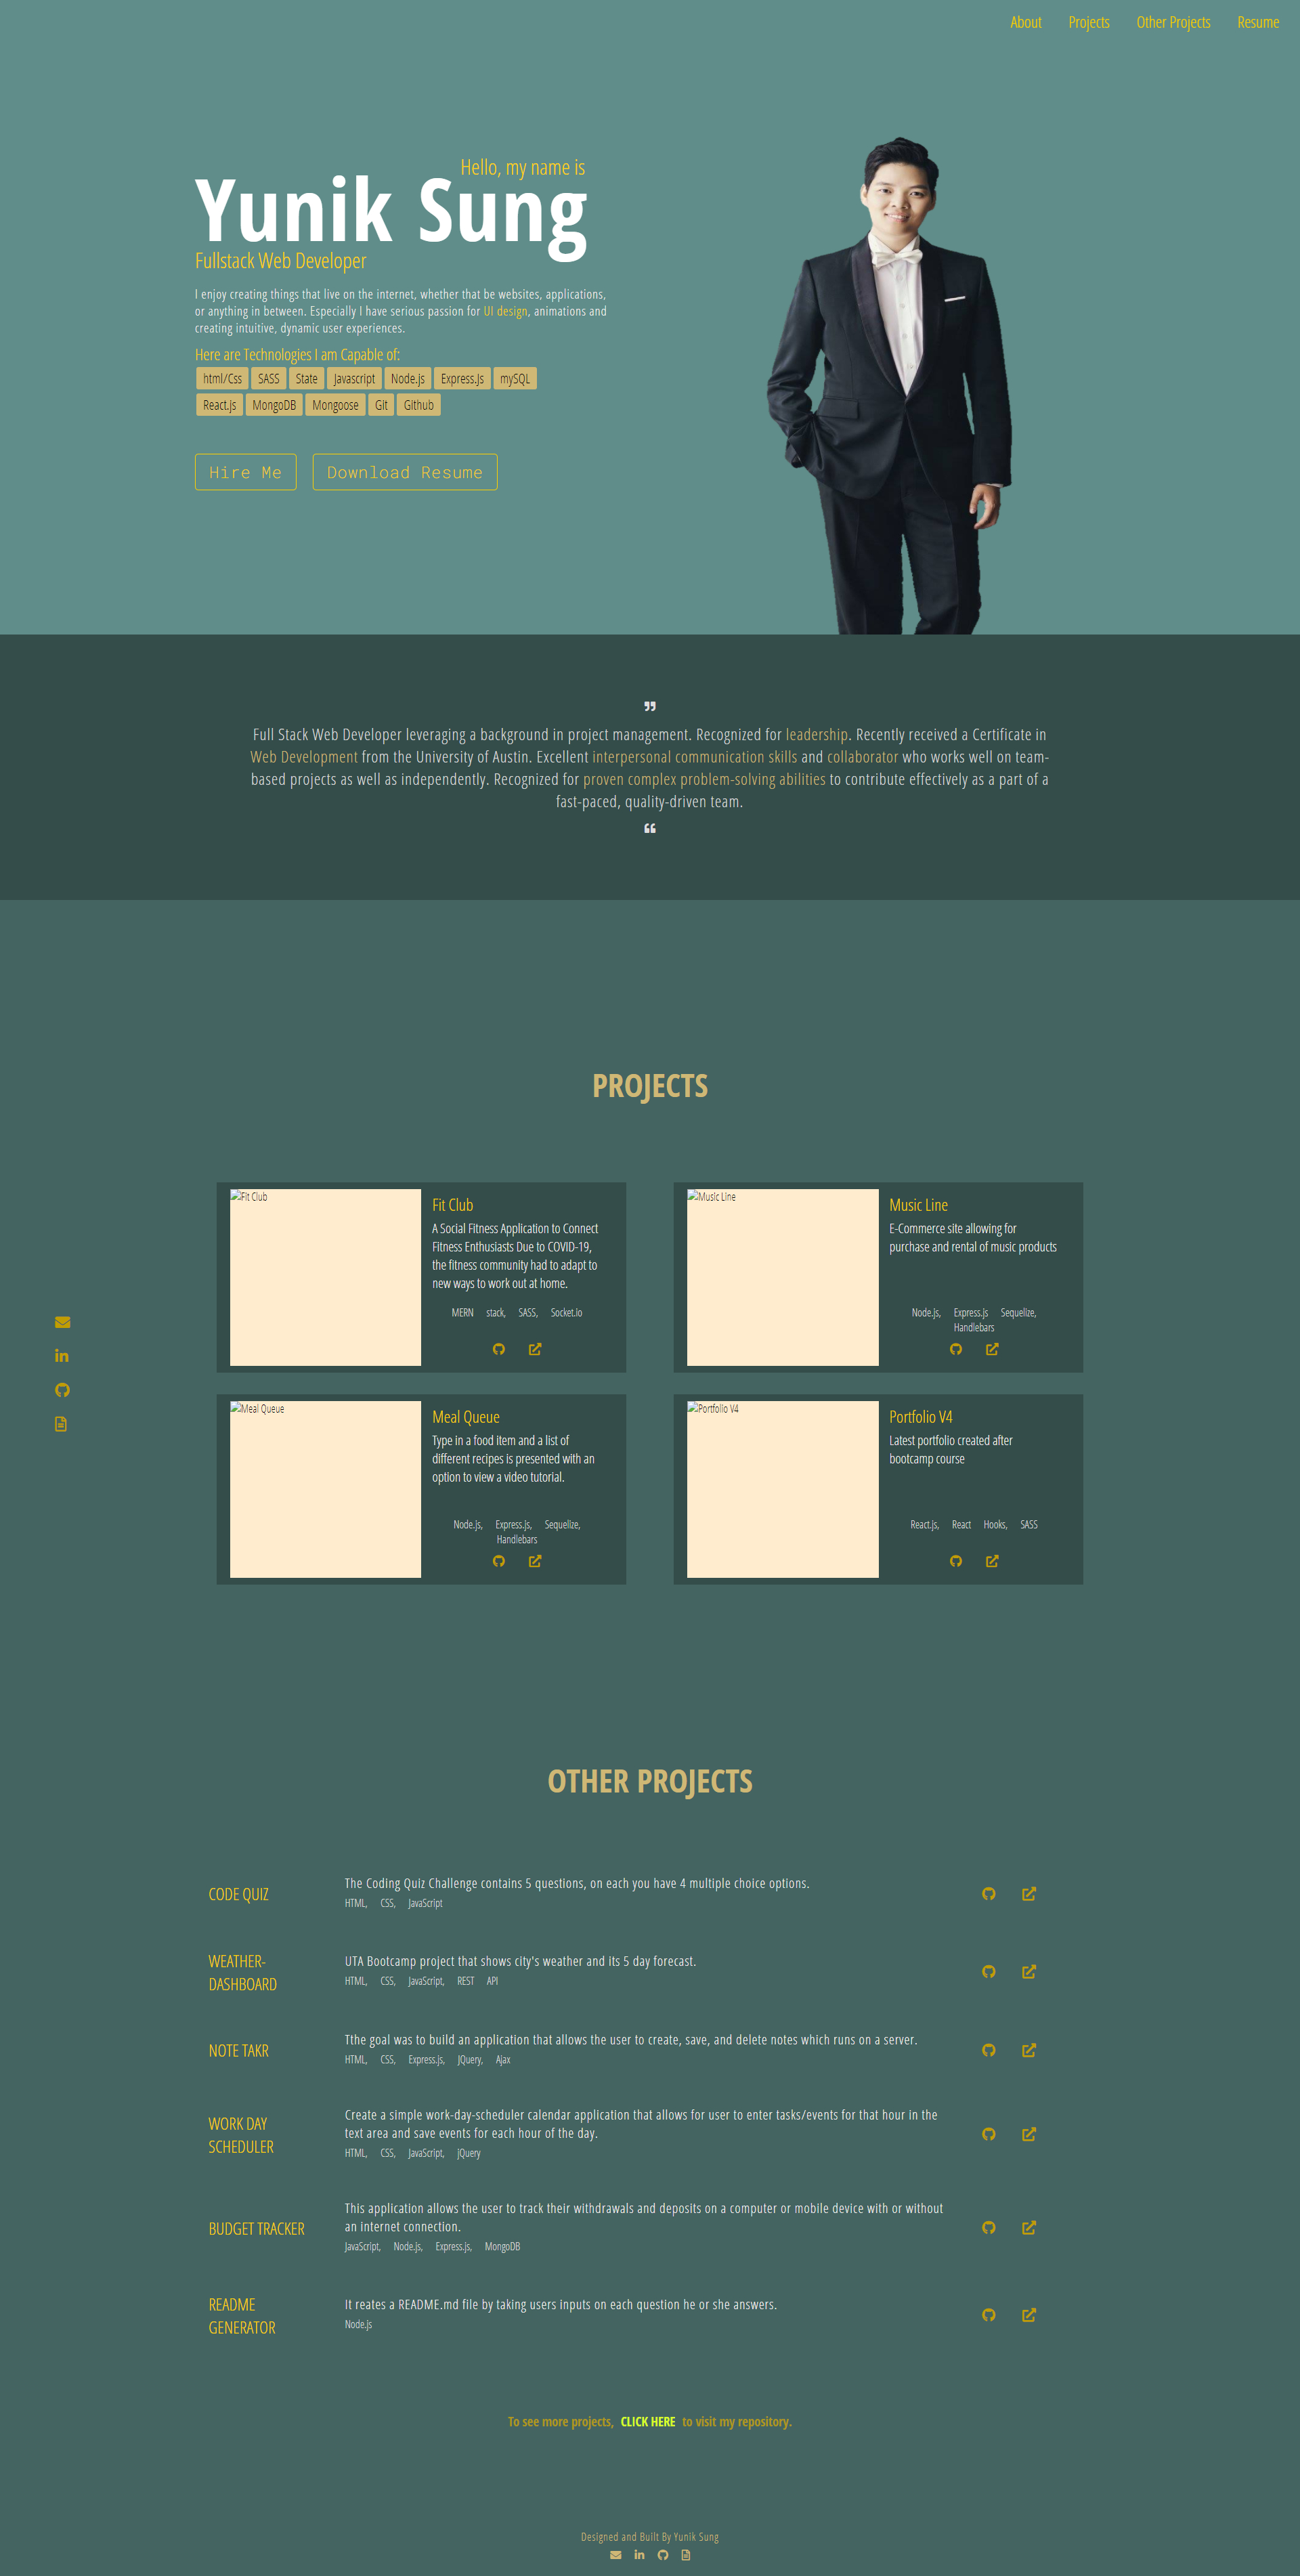 About Projects Other Projects Resume
Hello, my name is
Yunik Sung
Fullstack Web Developer
I enjoy creating things that live on the internet, whether that be websites, applications,
or anything in between. Especially I have serious passion for UI design, animations and
creating intuitive, dynamic user experiences.
Here are Technologies I am Capable of:
html/Css SASS State Javascript Node.js Express.Js mySQL
React.js MongoDB Mongoose Git Github
Hire Me Download Resume
Full Stack Web Developer leveraging a background in project management. Recognized for leadership. Recently received a Certificate in
Web Development from the University of Austin. Excellent interpersonal communication skills and collaborator who works well on team-
based projects as well as independently. Recognized for proven complex problem-solving abilities to contribute effectively as a part of a
fast-paced, quality-driven team.
PROJECTS
Fit Club
Fit Club
A Social Fitness Application to Connect
Fitness Enthusiasts Due to COVID-19,
the fitness community had to adapt to
new ways to work out at home.
MERN stack, SASS, Socket.io
Music Line
Music Line
E-Commerce site allowing for
purchase and rental of music products
Node.js, Express.js Sequelize,
Handlebars
Meal Queue
Meal Queue
Type in a food item and a list of
different recipes is presented with an
option to view a video tutorial.
Node.js, Express.js, Sequelize,
Handlebars
Portfolio V4
Portfolio V4
Latest portfolio created after
bootcamp course
React.js, React Hooks, SASS
OTHER PROJECTS
CODE QUIZ
The Coding Quiz Challenge contains 5 questions, on each you have 4 multiple choice options.
HTML, CSS, JavaScript
WEATHER-
DASHBOARD
UTA Bootcamp project that shows city's weather and its 5 day forecast.
HTML, CSS, JavaScript, REST API
NOTE TAKR
Tthe goal was to build an application that allows the user to create, save, and delete notes which runs on a server.
HTML, CSS, Express.js, JQuery, Ajax
WORK DAY
SCHEDULER
Create a simple work-day-scheduler calendar application that allows for user to enter tasks/events for that hour in the
text area and save events for each hour of the day.
HTML, CSS, JavaScript, jQuery
BUDGET TRACKER
This application allows the user to track their withdrawals and deposits on a computer or mobile device with or without
an internet connection.
JavaScript, Node.js, Express.js, MongoDB
README
GENERATOR
It reates a README.md file by taking users inputs on each question he or she answers.
Node.js
To see more projects, CLICK HERE to visit my repository.
Designed and Built By Yunik Sung